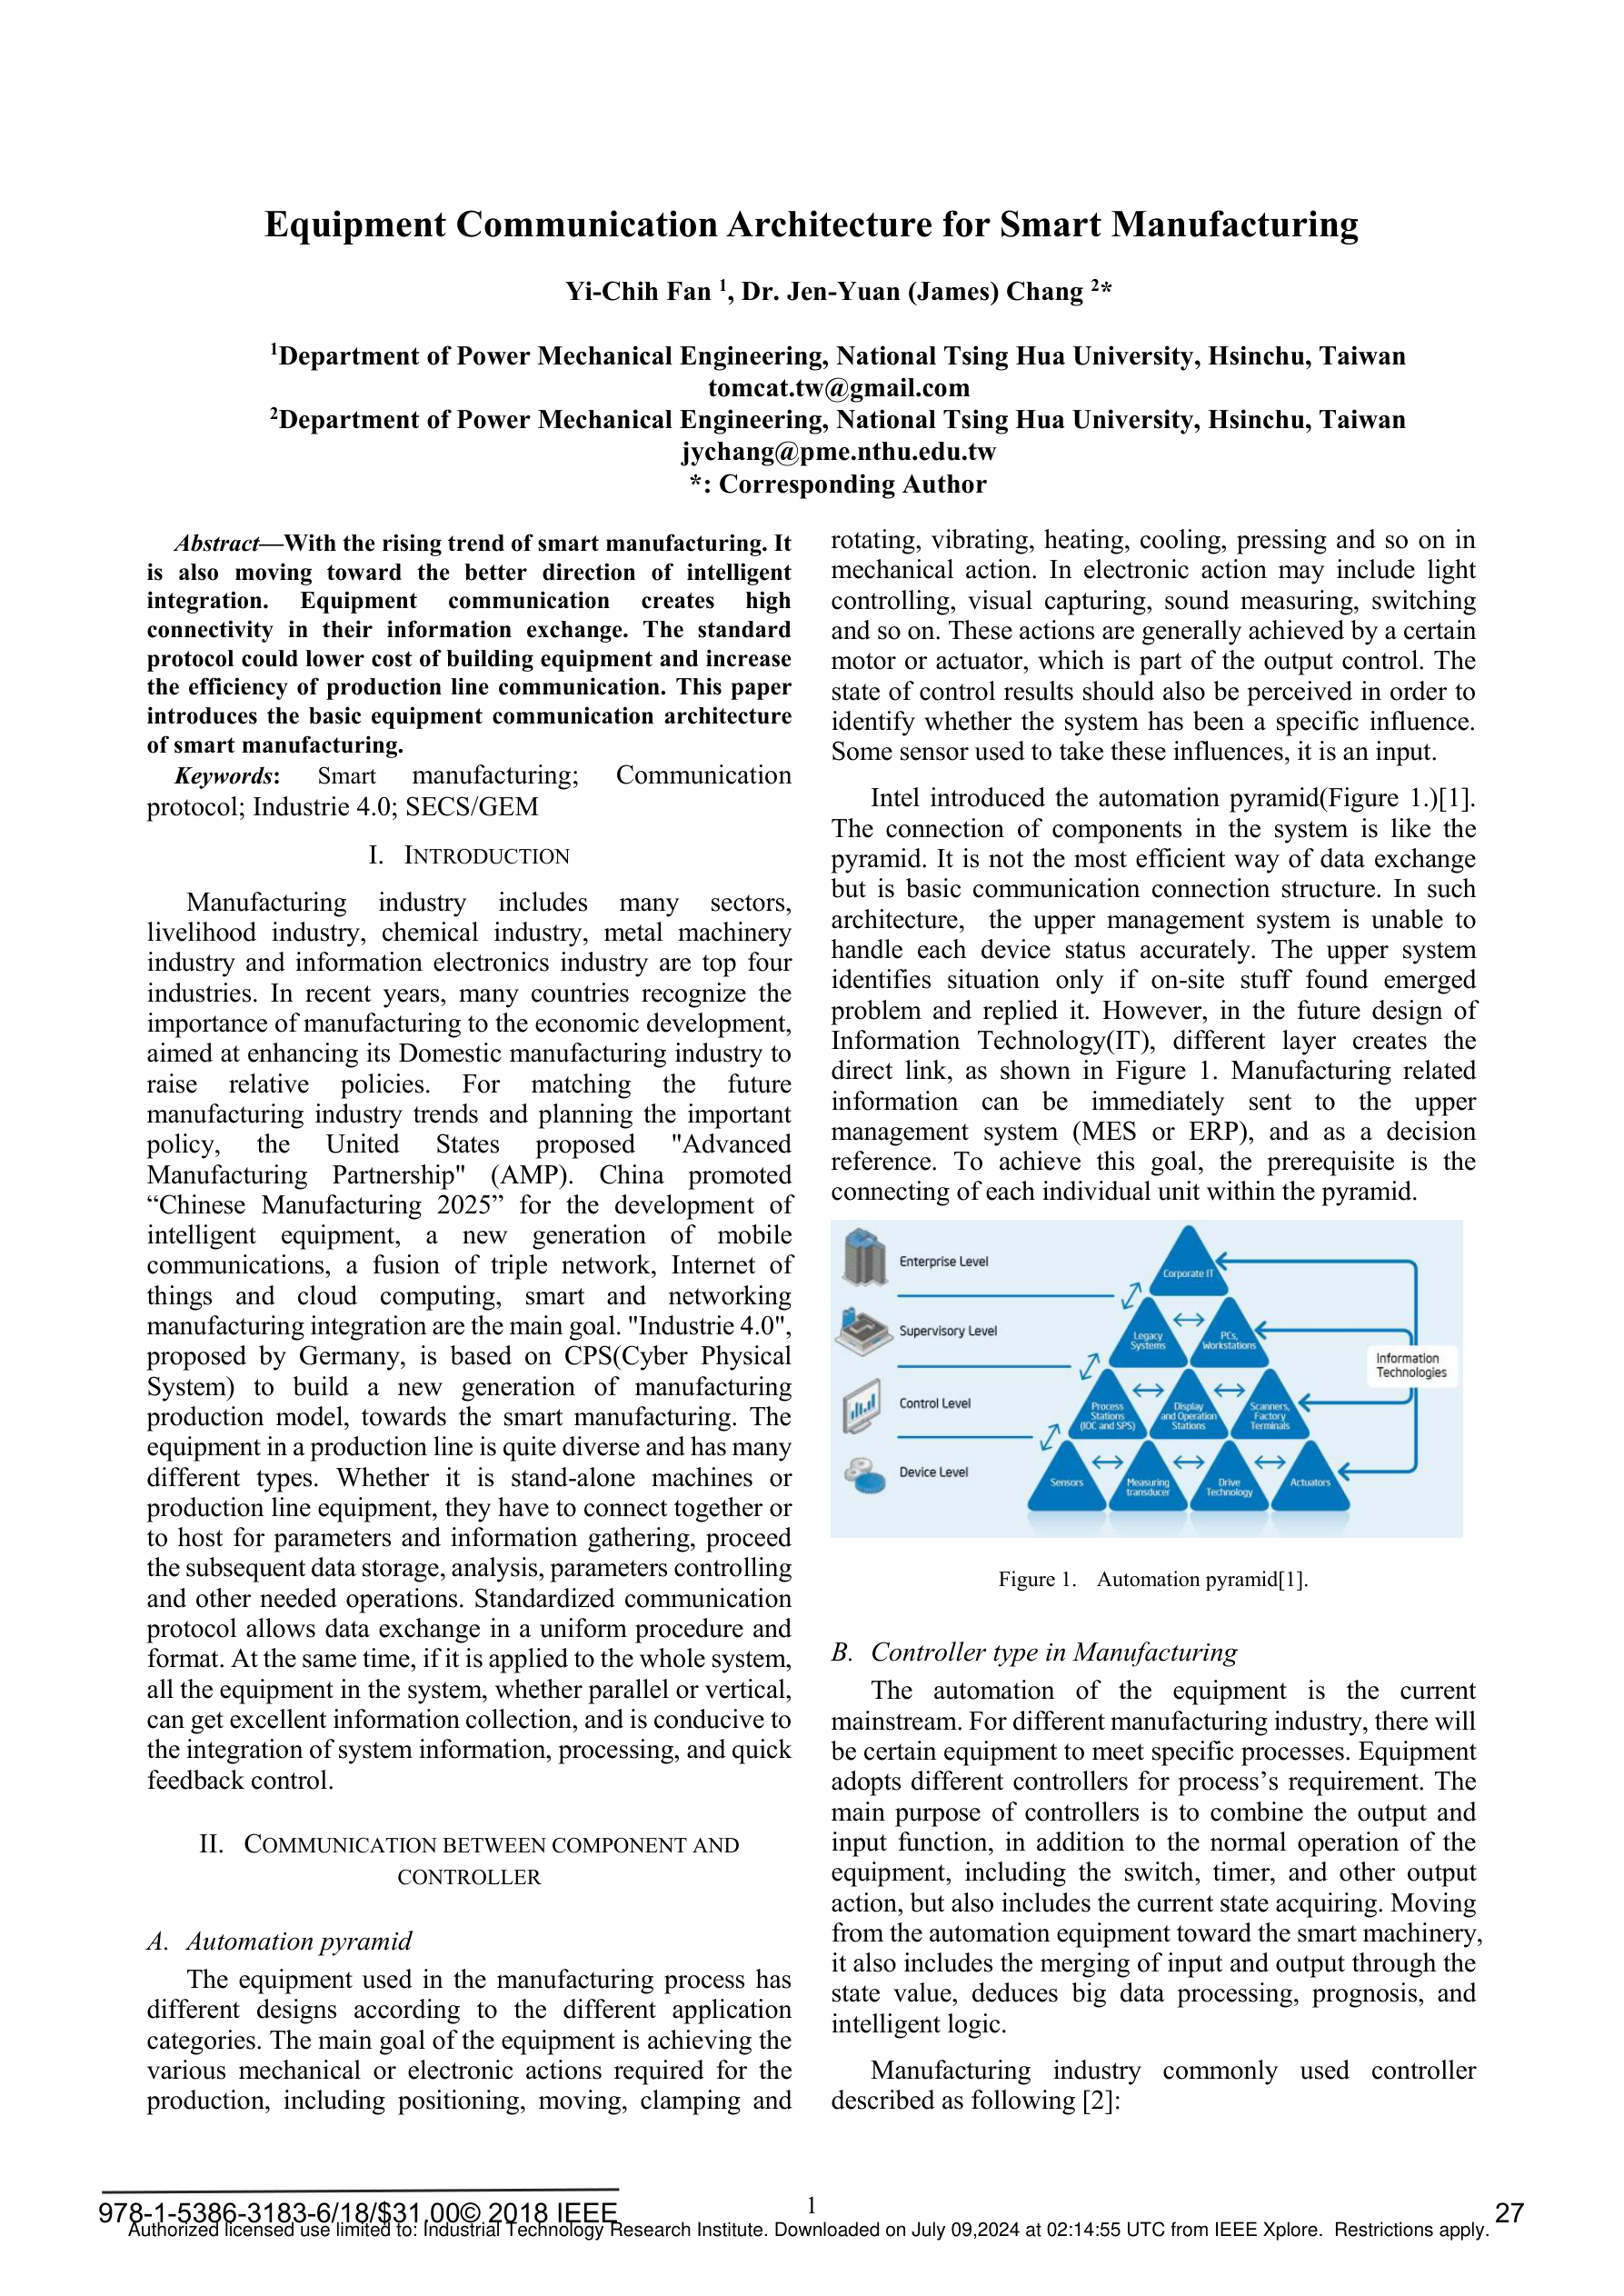 Equipment Communication Architecture for Smart Manufacturing
Yi-Chih Fan 1, Dr. Jen-Yuan (James) Chang 2*
1Department of Power Mechanical Engineering, National Tsing Hua University, Hsinchu, Taiwan
tomcat.tw@gmail.com
2Department of Power Mechanical Engineering, National Tsing Hua University, Hsinchu, Taiwan
jychang@pme.nthu.edu.tw
*: Corresponding Author
Abstract—With the rising trend of smart manufacturing. It
is also moving toward the better direction of intelligent
integration. Equipment communication creates high
connectivity in their information exchange. The standard
protocol could lower cost of building equipment and increase
the efficiency of production line communication. This paper
introduces the basic equipment communication architecture
of smart manufacturing.
Keywords: Smart manufacturing; Communication
protocol; Industrie 4.0; SECS/GEM
I. INTRODUCTION
Manufacturing industry includes many sectors,
livelihood industry, chemical industry, metal machinery
industry and information electronics industry are top four
industries. In recent years, many countries recognize the
importance of manufacturing to the economic development,
aimed at enhancing its Domestic manufacturing industry to
raise relative policies. For matching the future
manufacturing industry trends and planning the important
policy, the United States proposed "Advanced
Manufacturing Partnership" (AMP). China promoted
“Chinese Manufacturing 2025” for the development of
intelligent equipment, a new generation of mobile
communications, a fusion of triple network, Internet of
things and cloud computing, smart and networking
manufacturing integration are the main goal. "Industrie 4.0",
proposed by Germany, is based on CPS(Cyber Physical
System) to build a new generation of manufacturing
production model, towards the smart manufacturing. The
equipment in a production line is quite diverse and has many
different types. Whether it is stand-alone machines or
production line equipment, they have to connect together or
to host for parameters and information gathering, proceed
the subsequent data storage, analysis, parameters controlling
and other needed operations. Standardized communication
protocol allows data exchange in a uniform procedure and
format. At the same time, if it is applied to the whole system,
all the equipment in the system, whether parallel or vertical,
can get excellent information collection, and is conducive to
the integration of system information, processing, and quick
feedback control.
II. COMMUNICATION BETWEEN COMPONENT AND
CONTROLLER
A. Automation pyramid
The equipment used in the manufacturing process has
different designs according to the different application
categories. The main goal of the equipment is achieving the
various mechanical or electronic actions required for the
production, including positioning, moving, clamping and
rotating, vibrating, heating, cooling, pressing and so on in
mechanical action. In electronic action may include light
controlling, visual capturing, sound measuring, switching
and so on. These actions are generally achieved by a certain
motor or actuator, which is part of the output control. The
state of control results should also be perceived in order to
identify whether the system has been a specific influence.
Some sensor used to take these influences, it is an input.
Intel introduced the automation pyramid(Figure 1.)[1].
The connection of components in the system is like the
pyramid. It is not the most efficient way of data exchange
but is basic communication connection structure. In such
architecture, the upper management system is unable to
handle each device status accurately. The upper system
identifies situation only if on-site stuff found emerged
problem and replied it. However, in the future design of
Information Technology(IT), different layer creates the
direct link, as shown in Figure 1. Manufacturing related
information can be immediately sent to the upper
management system (MES or ERP), and as a decision
reference. To achieve this goal, the prerequisite is the
connecting of each individual unit within the pyramid.
Enterprise Level
Corporate IT
Supervisory Level
Legacy
Systems
PCs,
Workstations
Information
Technologies
Control Level
Process
Stations
(IOC and SPS)
Display
and Operation
Stations
Scanners,
Factory
Terminals
Device Level
Sensors
Measuring
transducer
Drive
Technology
Actuators
Figure 1. Automation pyramid[1].
B. Controller type in Manufacturing
The automation of the equipment is the current
mainstream. For different manufacturing industry, there will
be certain equipment to meet specific processes. Equipment
adopts different controllers for process’s requirement. The
main purpose of controllers is to combine the output and
input function, in addition to the normal operation of the
equipment, including the switch, timer, and other output
action, but also includes the current state acquiring. Moving
from the automation equipment toward the smart machinery,
it also includes the merging of input and output through the
state value, deduces big data processing, prognosis, and
intelligent logic.
Manufacturing industry commonly used controller
described as following [2]:
978-1-5386-3183-6/18/$31.00© 2018 IEEE
1
27
Authorized licensed use limited to: Industrial Technology Research Institute. Downloaded on July 09,2024 at 02:14:55 UTC from IEEE Xplore. Restrictions apply.